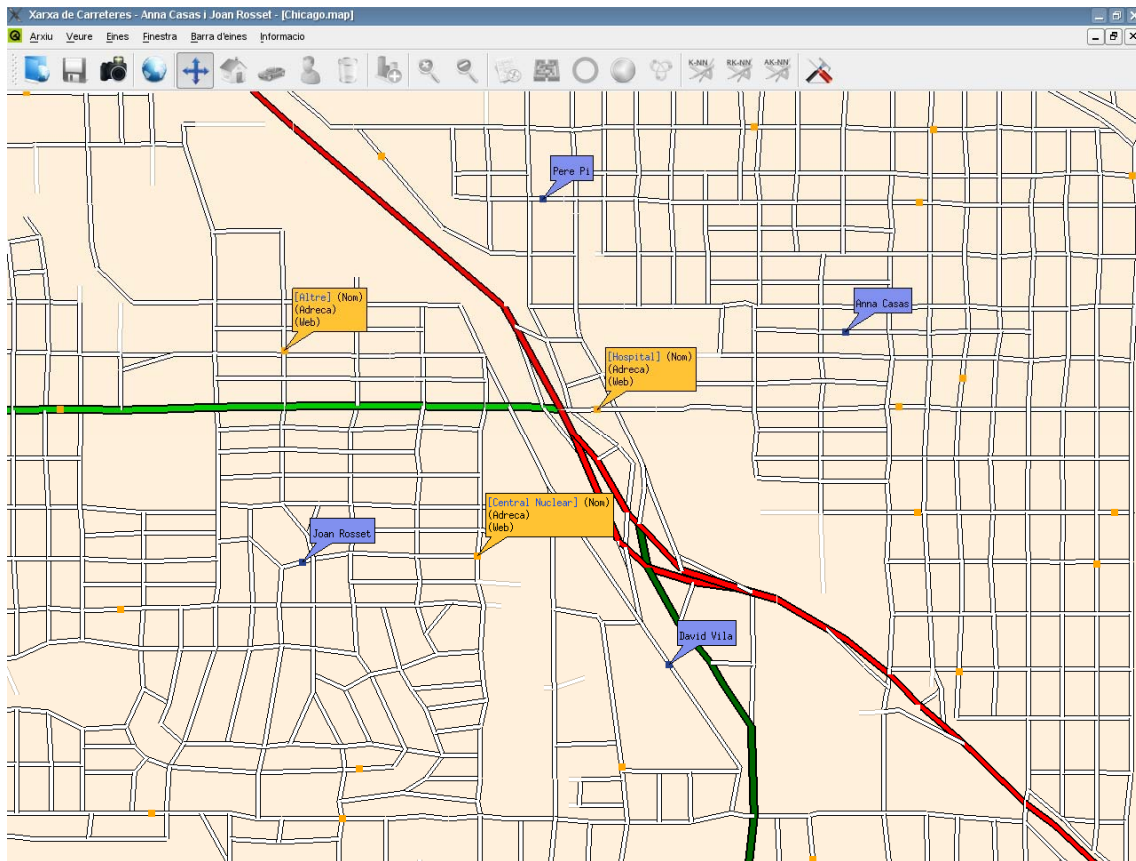 Xarxa de Carreteres - Anna Casas i Joan Rosset - [Chicago.map]
Arxiu Veure Eines Finestra Barra d'eines Informacio
K-NN RK-NN AK-NN
Pere Pi
[Altre] (Nom)
(Adreca)
(Web)
Anna Casas
[Hospital] (Nom)
(Adreca)
(Web)
[Central Nuclear] (Nom)
(Adreca)
(Web)
Joan Rosset
David Vila